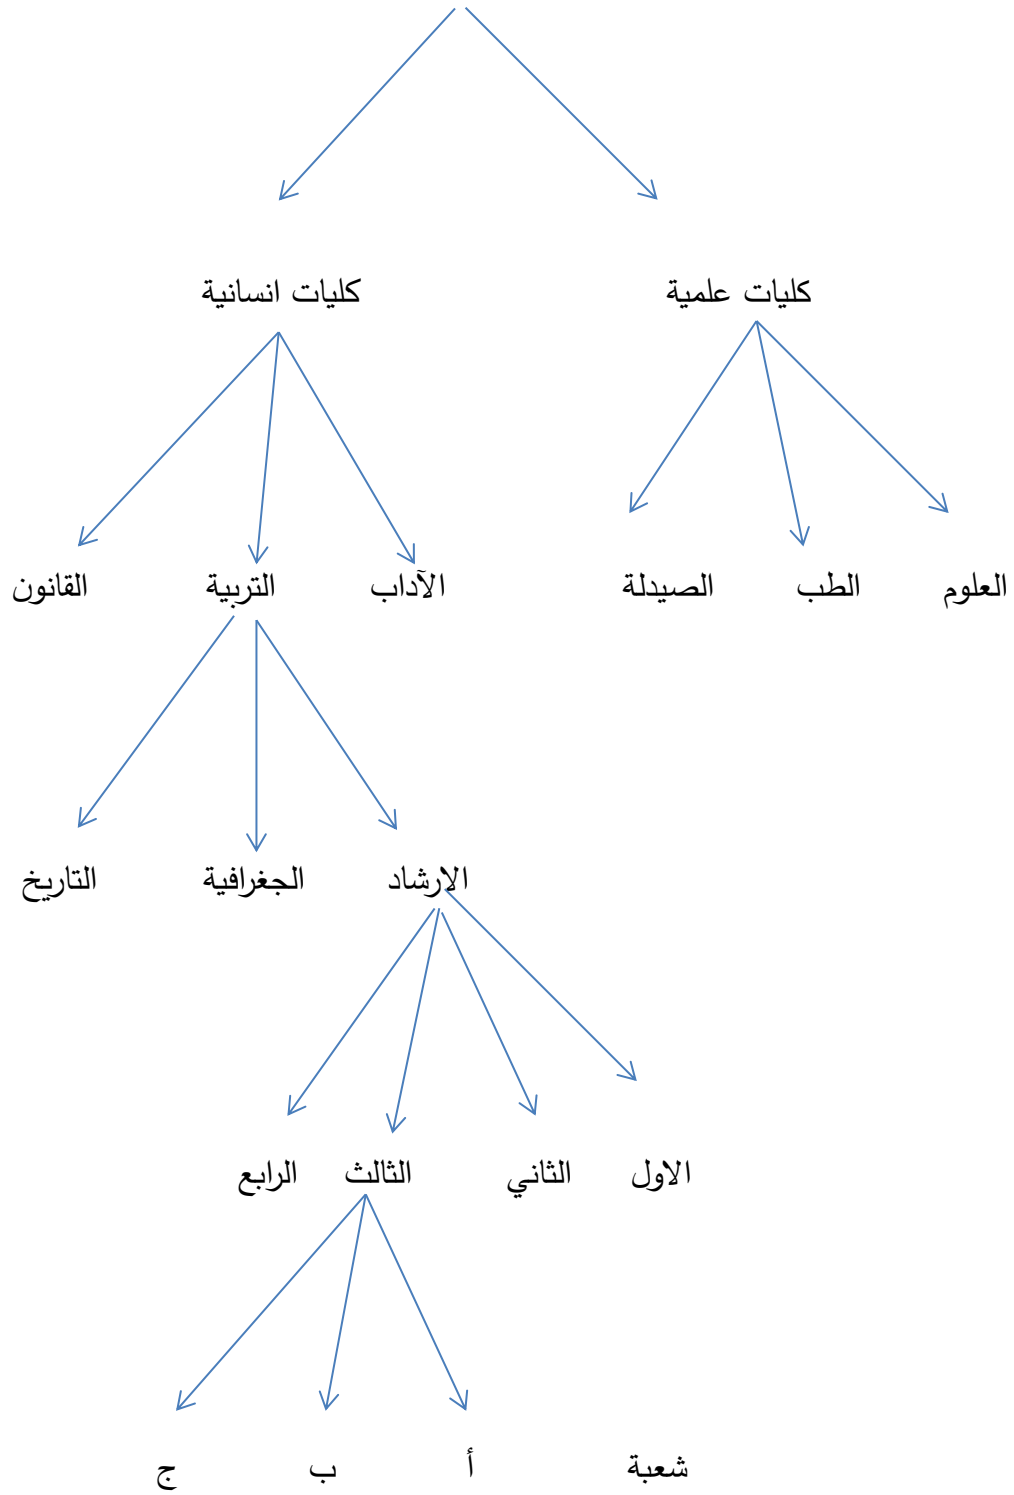 كليات علمية كليات انسانية
العلوم الطب الصيدلة الآداب التربية القانون
الارشاد الجغرافية التاريخ
الاول الثاني الثالث الرابع
شعبة أ ب ج